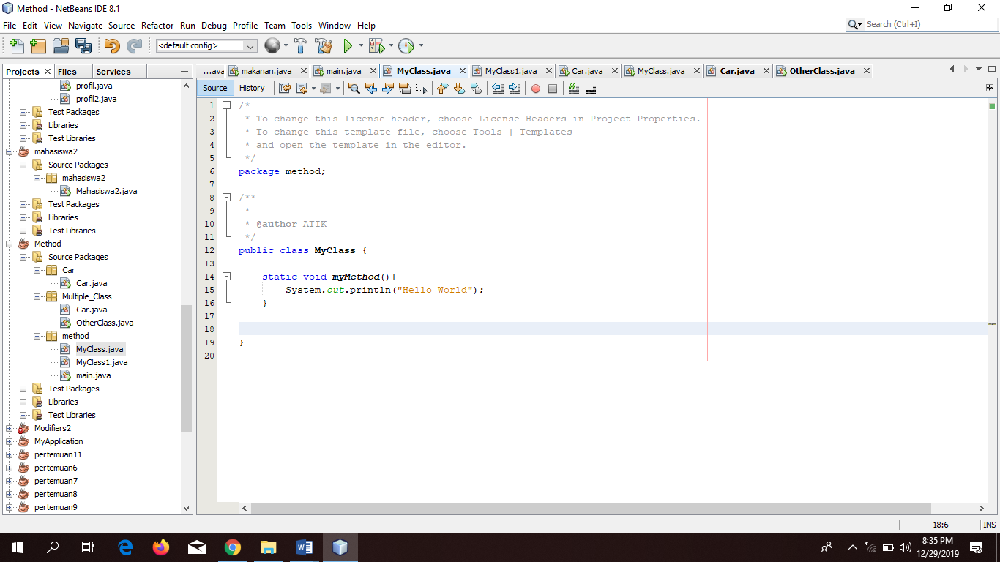 Method - NetBeans IDE 8.1
File Edit View Navigate Source Refactor Run Debug Profile Team Tools Window Help
Search (Ctrl+I)
<default config>
Projects Files Services
profil.java
profil2.java
Test Packages
Libraries
Test Libraries
mahasiswa2
Source Packages
mahasiswa2
Mahasiswa2.java
Test Packages
Libraries
Test Libraries
Method
Source Packages
Car
Car.java
Multiple_Class
Car.java
OtherClass.java
method
MyClass.java
MyClass1.java
main.java
Test Packages
Libraries
Test Libraries
Modifiers2
MyApplication
pertemuan11
pertemuan6
pertemuan7
pertemuan8
pertemuan9
...ava makanan.java main.java MyClass.java MyClass1.java Car.java MyClass.java Car.java OtherClass.java
Source History
1 /*
2 * To change this license header, choose License Headers in Project Properties.
3 * To change this template file, choose Tools | Templates
4 * and open the template in the editor.
5 */
6 package method;
7
8 /**
9 *
10 * @author ATIK
11 */
12 public class MyClass {
13
14 static void myMethod(){
15 System.out.println("Hello World");
16 }
17
18
19 }
20
18:6 INS
8:35 PM
12/29/2019